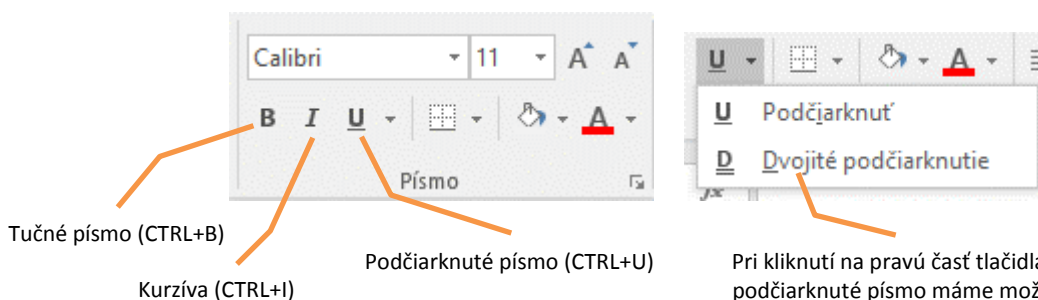 Calibri 11 A A
B I U A
Písmo
U A
U Podčiarknuť
D Dvojité podčiarknutie
fx
Tučné písmo (CTRL+B)
Kurzíva (CTRL+I)
Podčiarknuté písmo (CTRL+U)
Pri kliknutí na pravú časť tlačidla
podčiarknuté písmo máme mož